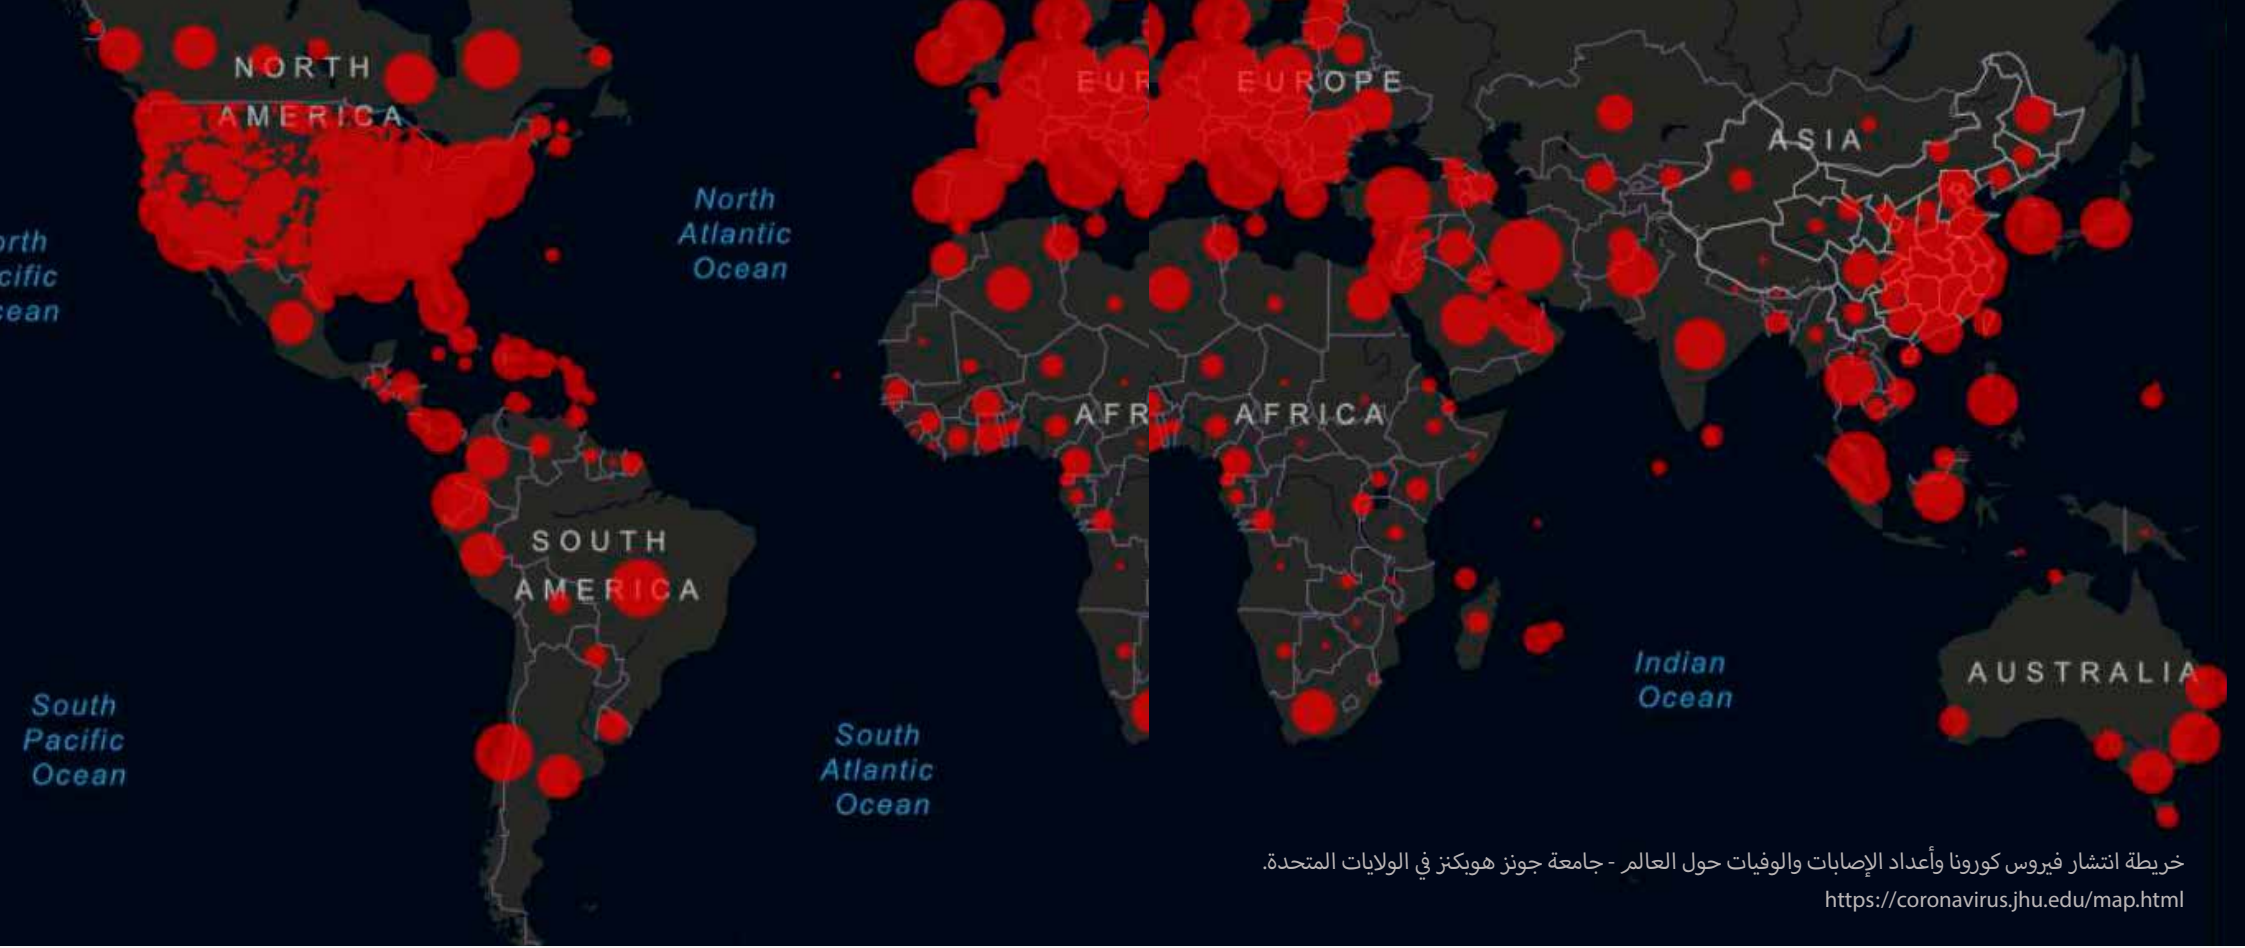 NORTH
AMERICA
EUR
EUROPE
ASIA
North
Atlantic
Ocean
orth
cific
cean
AFR
AFRICA
SOUTH
AMERICA
Indian
Ocean
AUSTRALIA
South
Pacific
Ocean
South
Atlantic
Ocean
خريطة انتشار فيروس كورونا وأعداد الإصابات والوفيات حول العالم - جامعة جونز هوبكنز في الولايات المتحدة.
https://coronavirus.jhu.edu/map.html